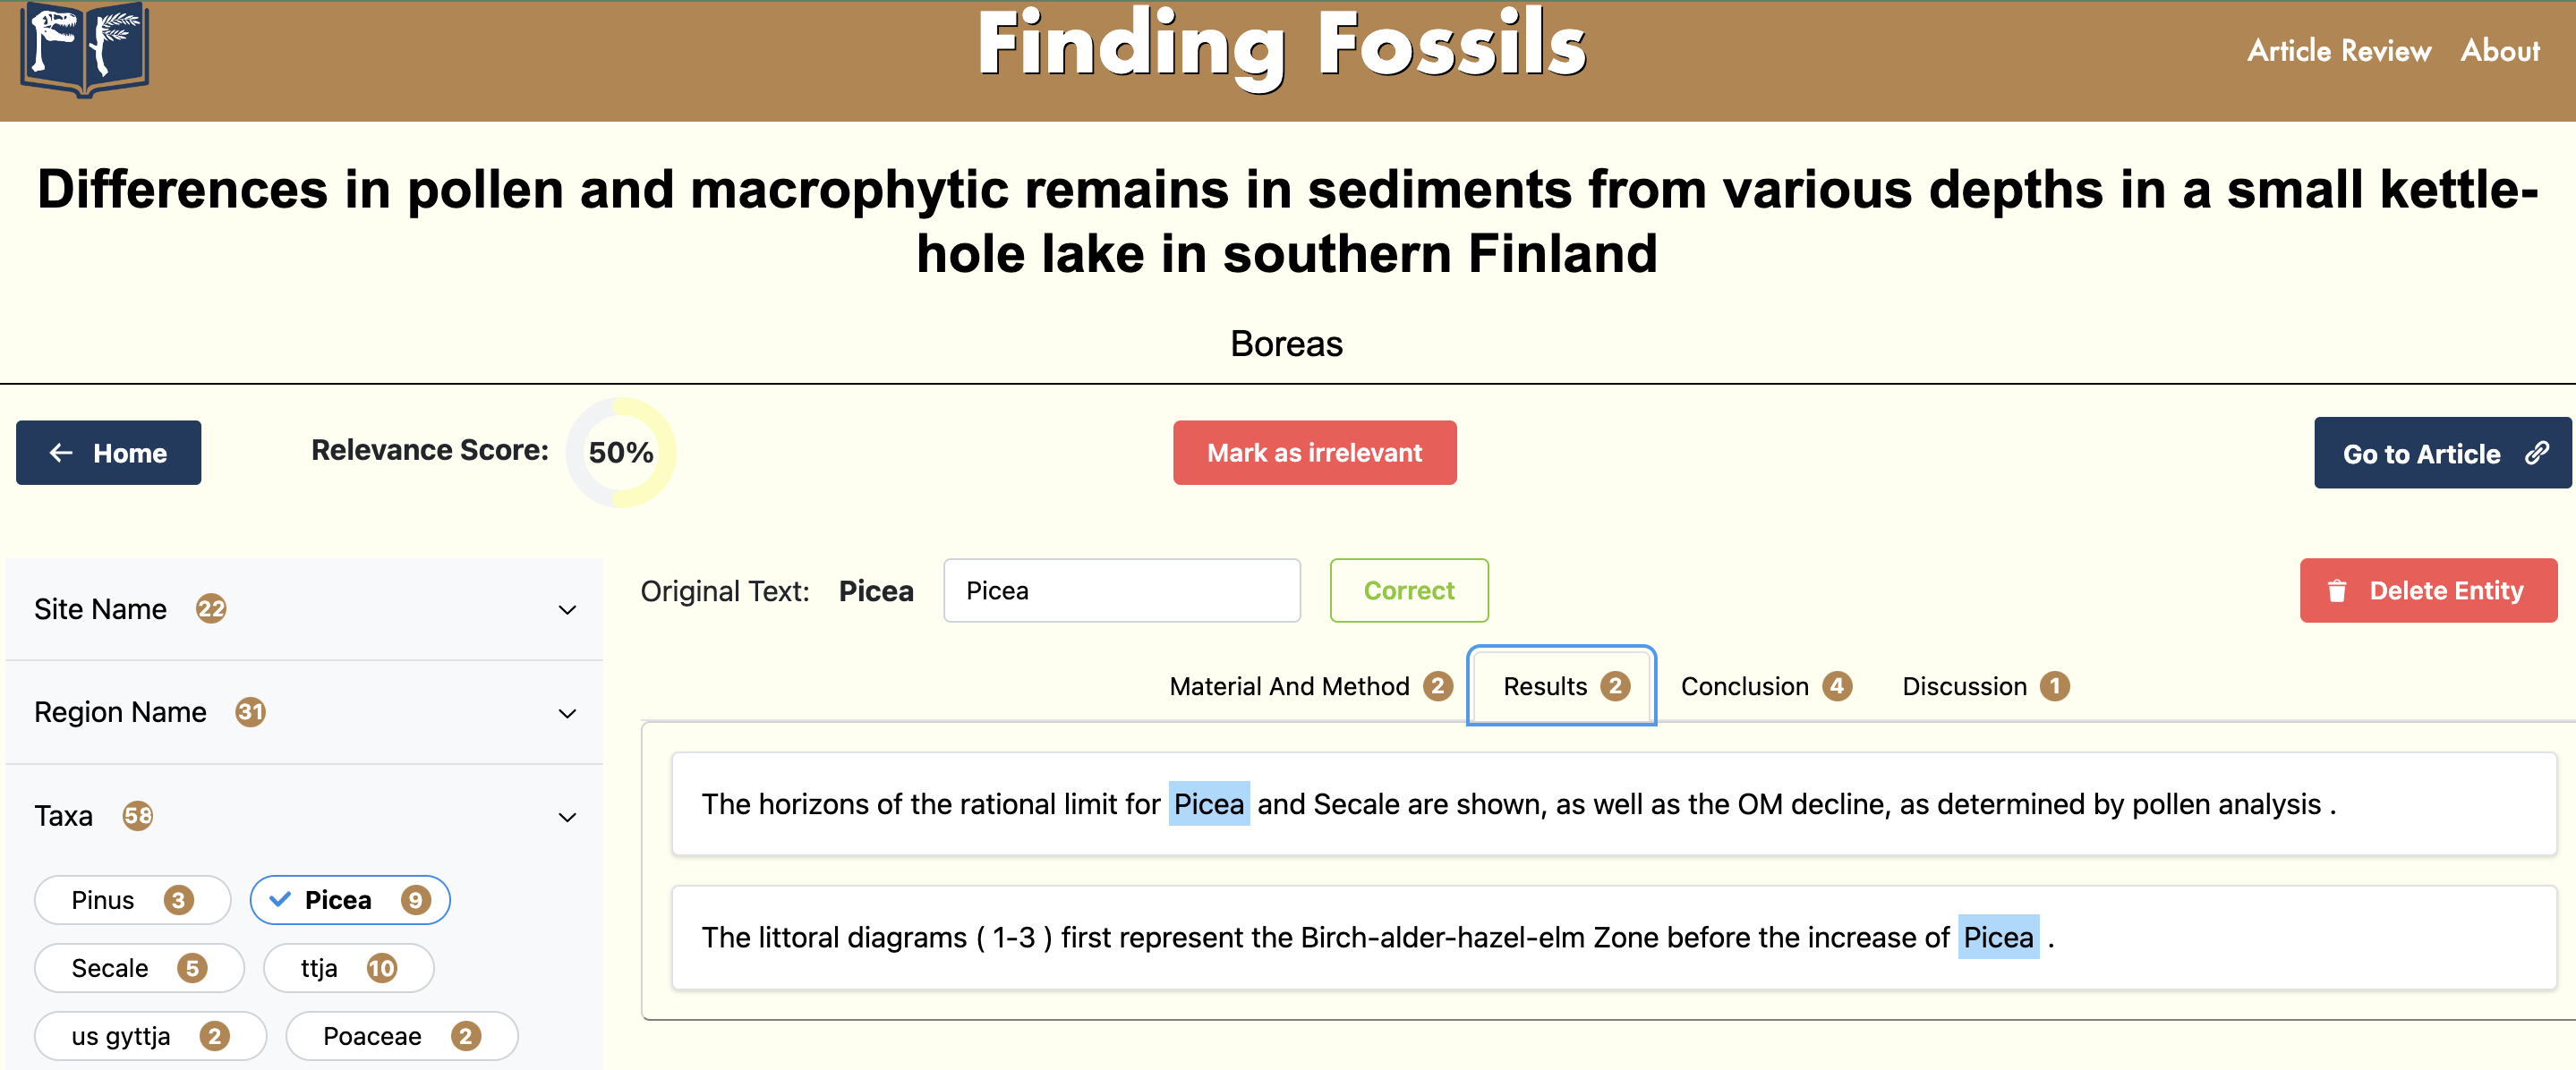 Finding Fossils
Article Review
About
Differences in pollen and macrophytic remains in sediments from various depths in a small kettle-
hole lake in southern Finland
Boreas
Home
Relevance Score:
50%
Mark as irrelevant
Go to Article
Site Name 22
Region Name 31
Taxa 58
Pinus 3
Picea 9
Secale 5
ttja 10
us gyttja 2
Poaceae 2
Original Text: Picea
Picea
Correct
Delete Entity
Material And Method 2
Results 2
Conclusion 4
Discussion 1
The horizons of the rational limit for Picea and Secale are shown, as well as the OM decline, as determined by pollen analysis .
The littoral diagrams ( 1-3 ) first represent the Birch-alder-hazel-elm Zone before the increase of Picea .